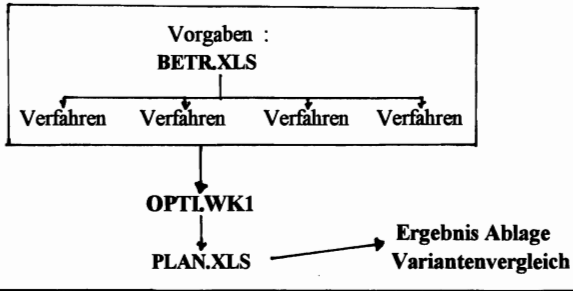 Vorgaben :
BETR.XLS
Verfahren Verfahren Verfahren Verfahren
OPTI.WK1
PLAN.XLS
Ergebnis Ablage
Variantenvergleich